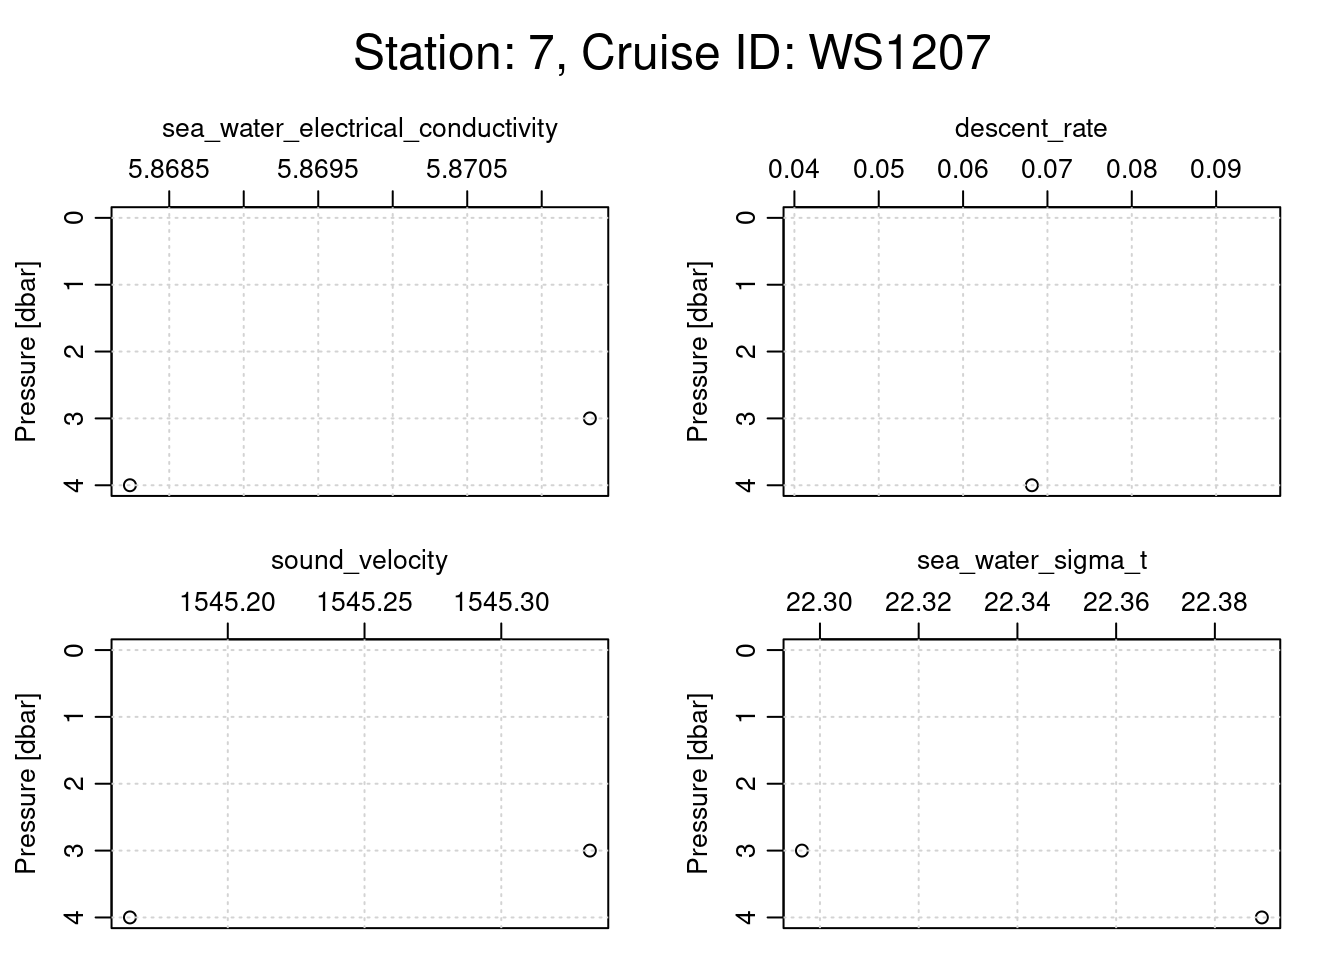 Station: 7, Cruise ID: WS1207
sea_water_electrical_conductivity
5.8685 5.8695 5.8705
Pressure [dbar]
0
1
2
3
4
descent_rate
0.04 0.05 0.06 0.07 0.08 0.09
Pressure [dbar]
0
1
2
3
4
sound_velocity
1545.20 1545.25 1545.30
Pressure [dbar]
0
1
2
3
4
sea_water_sigma_t
22.30 22.32 22.34 22.36 22.38
Pressure [dbar]
0
1
2
3
4